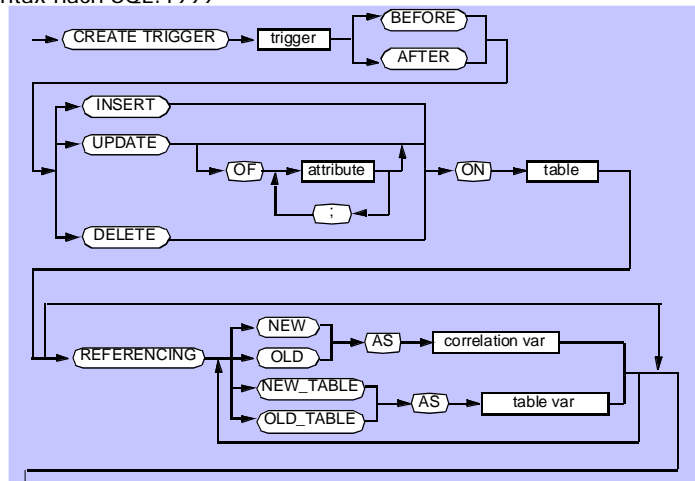 ntax nach SQL:1999
CREATE TRIGGER trigger BEFORE
AFTER
INSERT
UPDATE
OF attribute ON table
;
DELETE
REFERENCING NEW AS correlation var
OLD
NEW_TABLE AS table var
OLD_TABLE